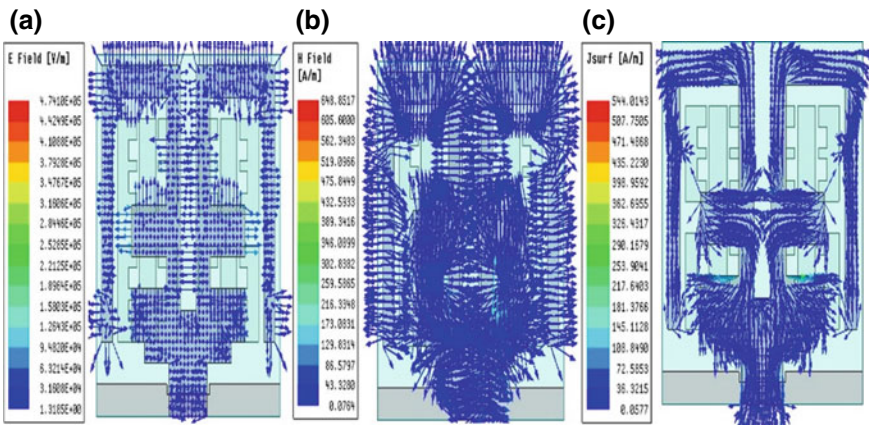 (a)
E Field [V/m]
4.7410E+05
4.4249E+05
4.1088E+05
3.7928E+05
3.4767E+05
3.1606E+05
2.8446E+05
2.5285E+05
2.2125E+05
1.8964E+05
1.5803E+05
1.2643E+05
9.4820E+04
6.3214E+04
3.1608E+04
1.3185E+00
(b)
H Field
[A/m]
648.8517
605.6000
562.3483
519.0966
475.8449
432.5933
389.3416
346.0899
302.8382
259.5865
216.3348
173.0831
129.8314
86.5797
43.3280
0.0764
(c)
Jsurf [A/m]
544.0143
507.7505
471.4868
435.2230
398.9592
362.6955
326.4317
290.1679
253.9041
217.6403
181.3766
145.1128
108.8490
72.5853
36.3215
0.0577